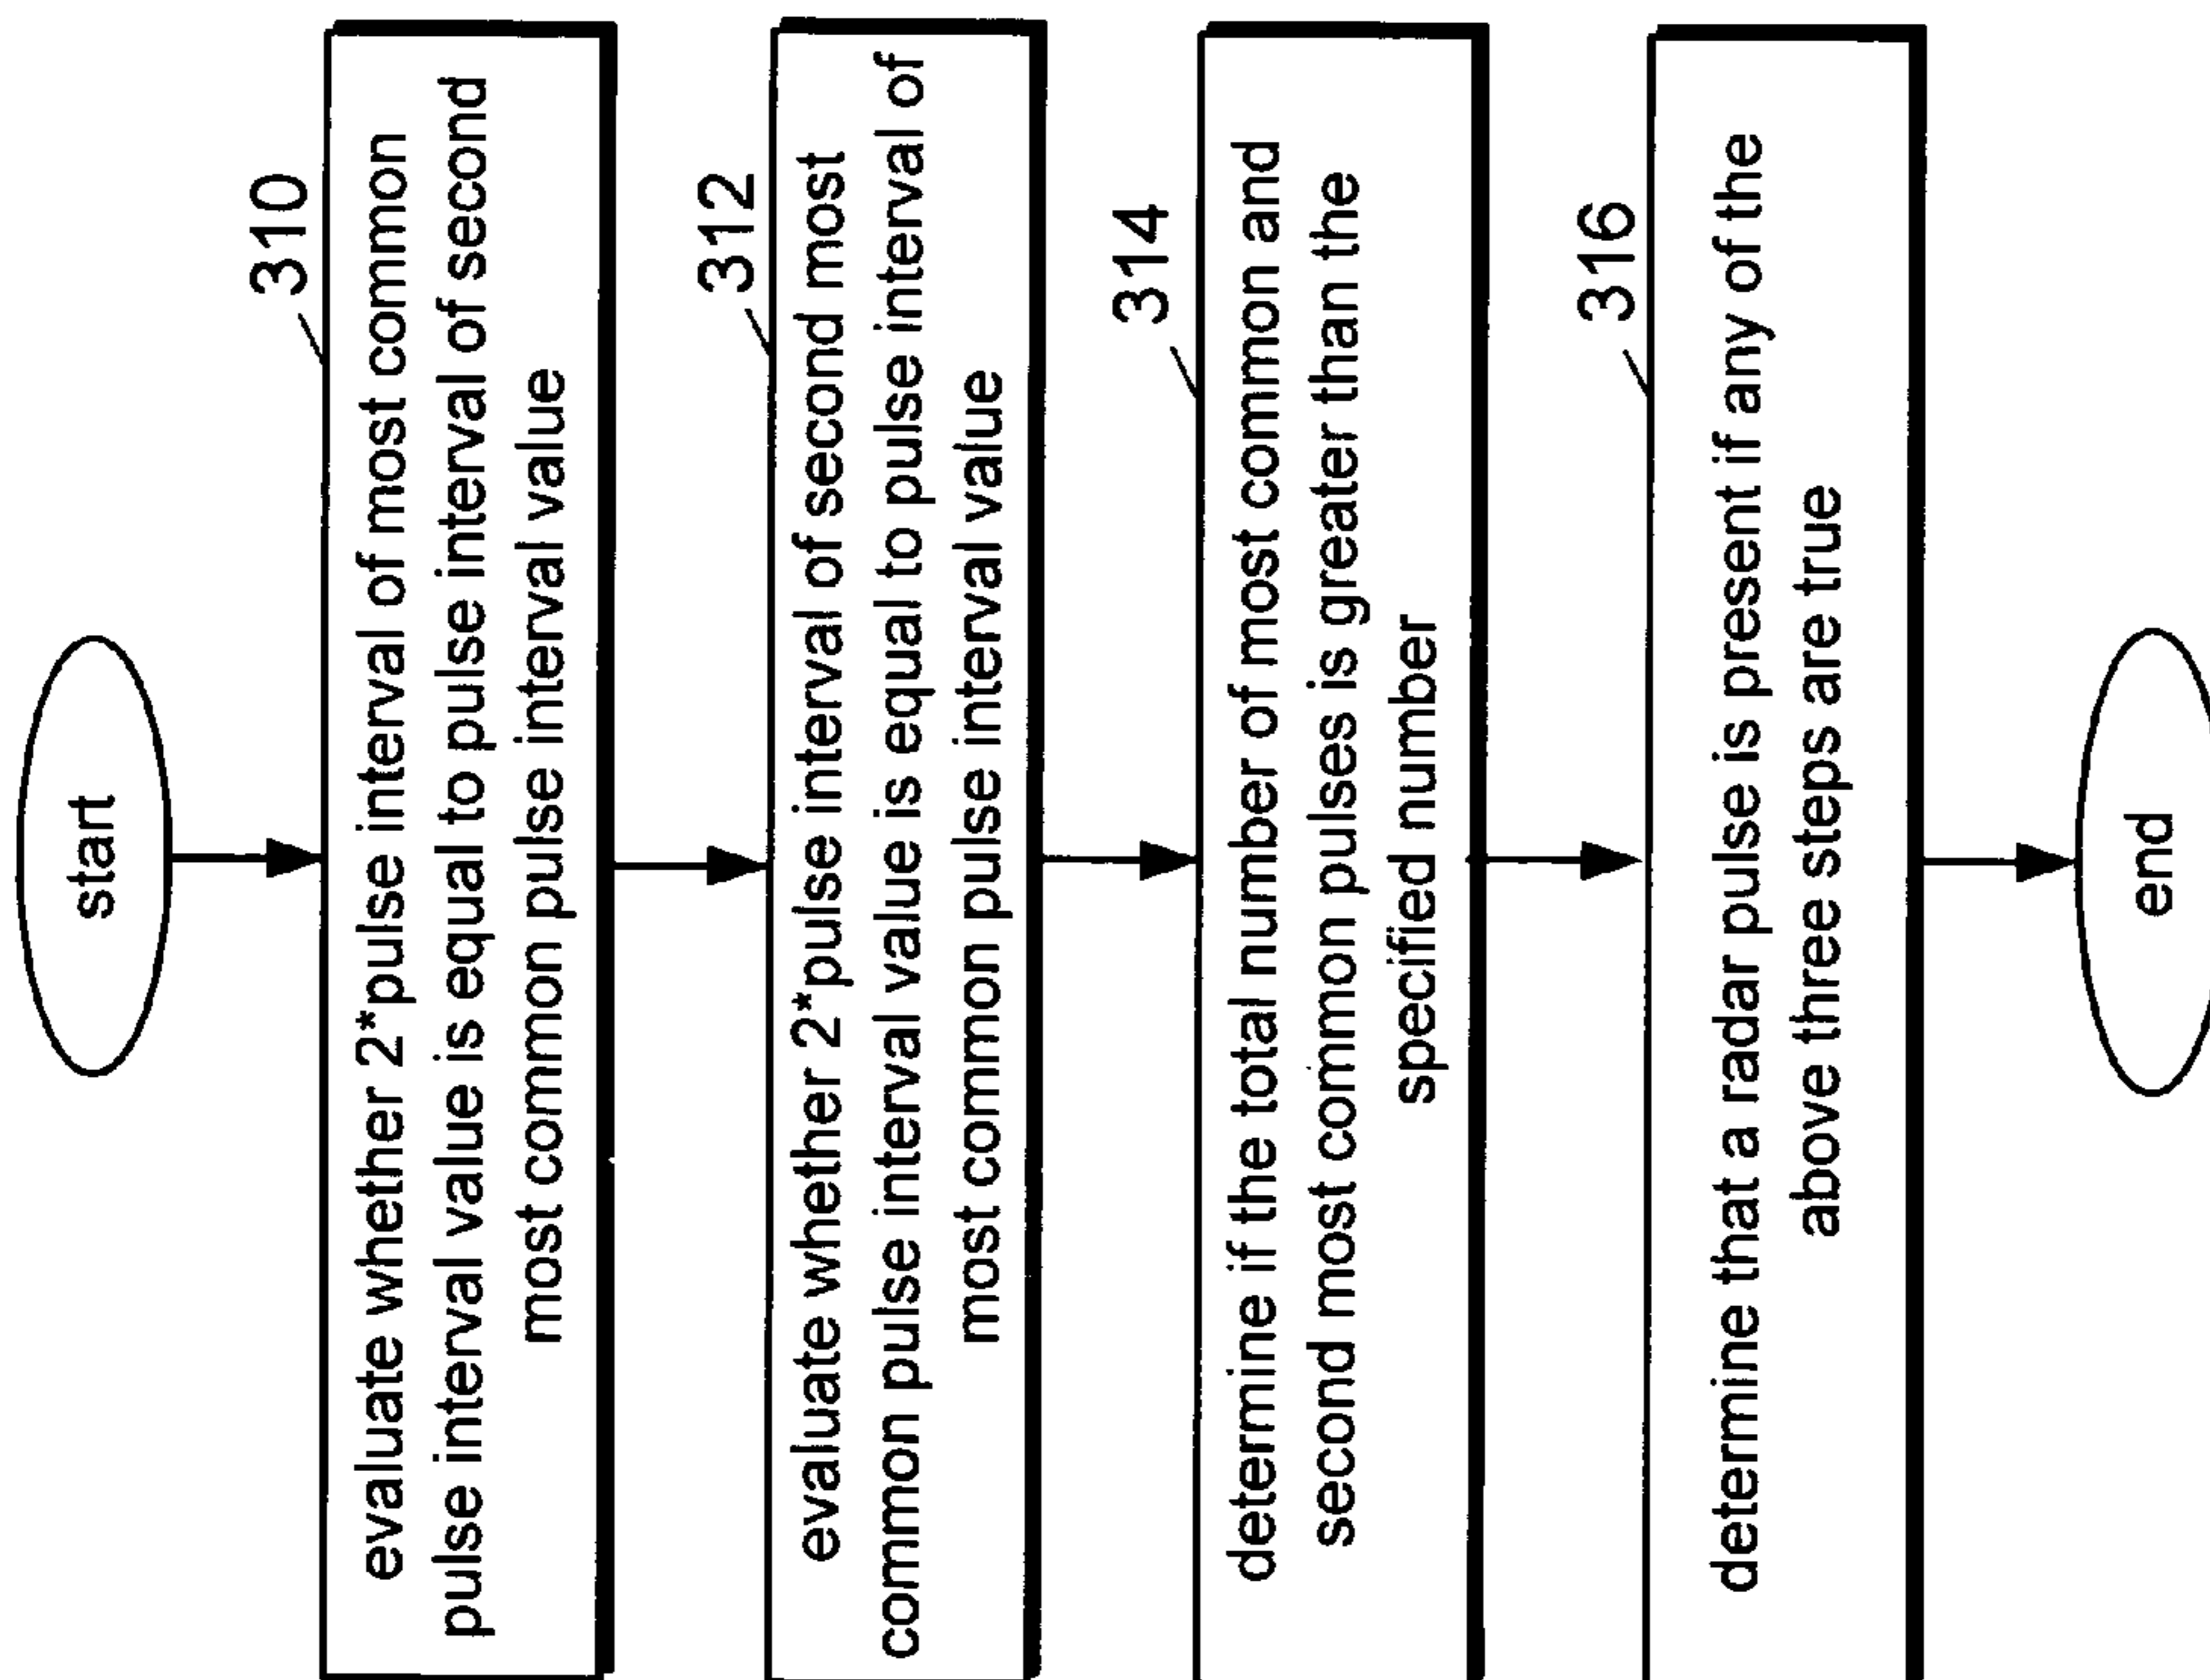 start
310
evaluate whether 2*pulse interval of most common
pulse interval value is equal to pulse interval of second
most common pulse interval value
312
evaluate whether 2*pulse interval of second most
common pulse interval value is equal to pulse interval of
most common pulse interval value
314
determine if the total number of most common and
second most common pulses is greater than the
specified number
316
determine that a radar pulse is present if any of the
above three steps are true
end